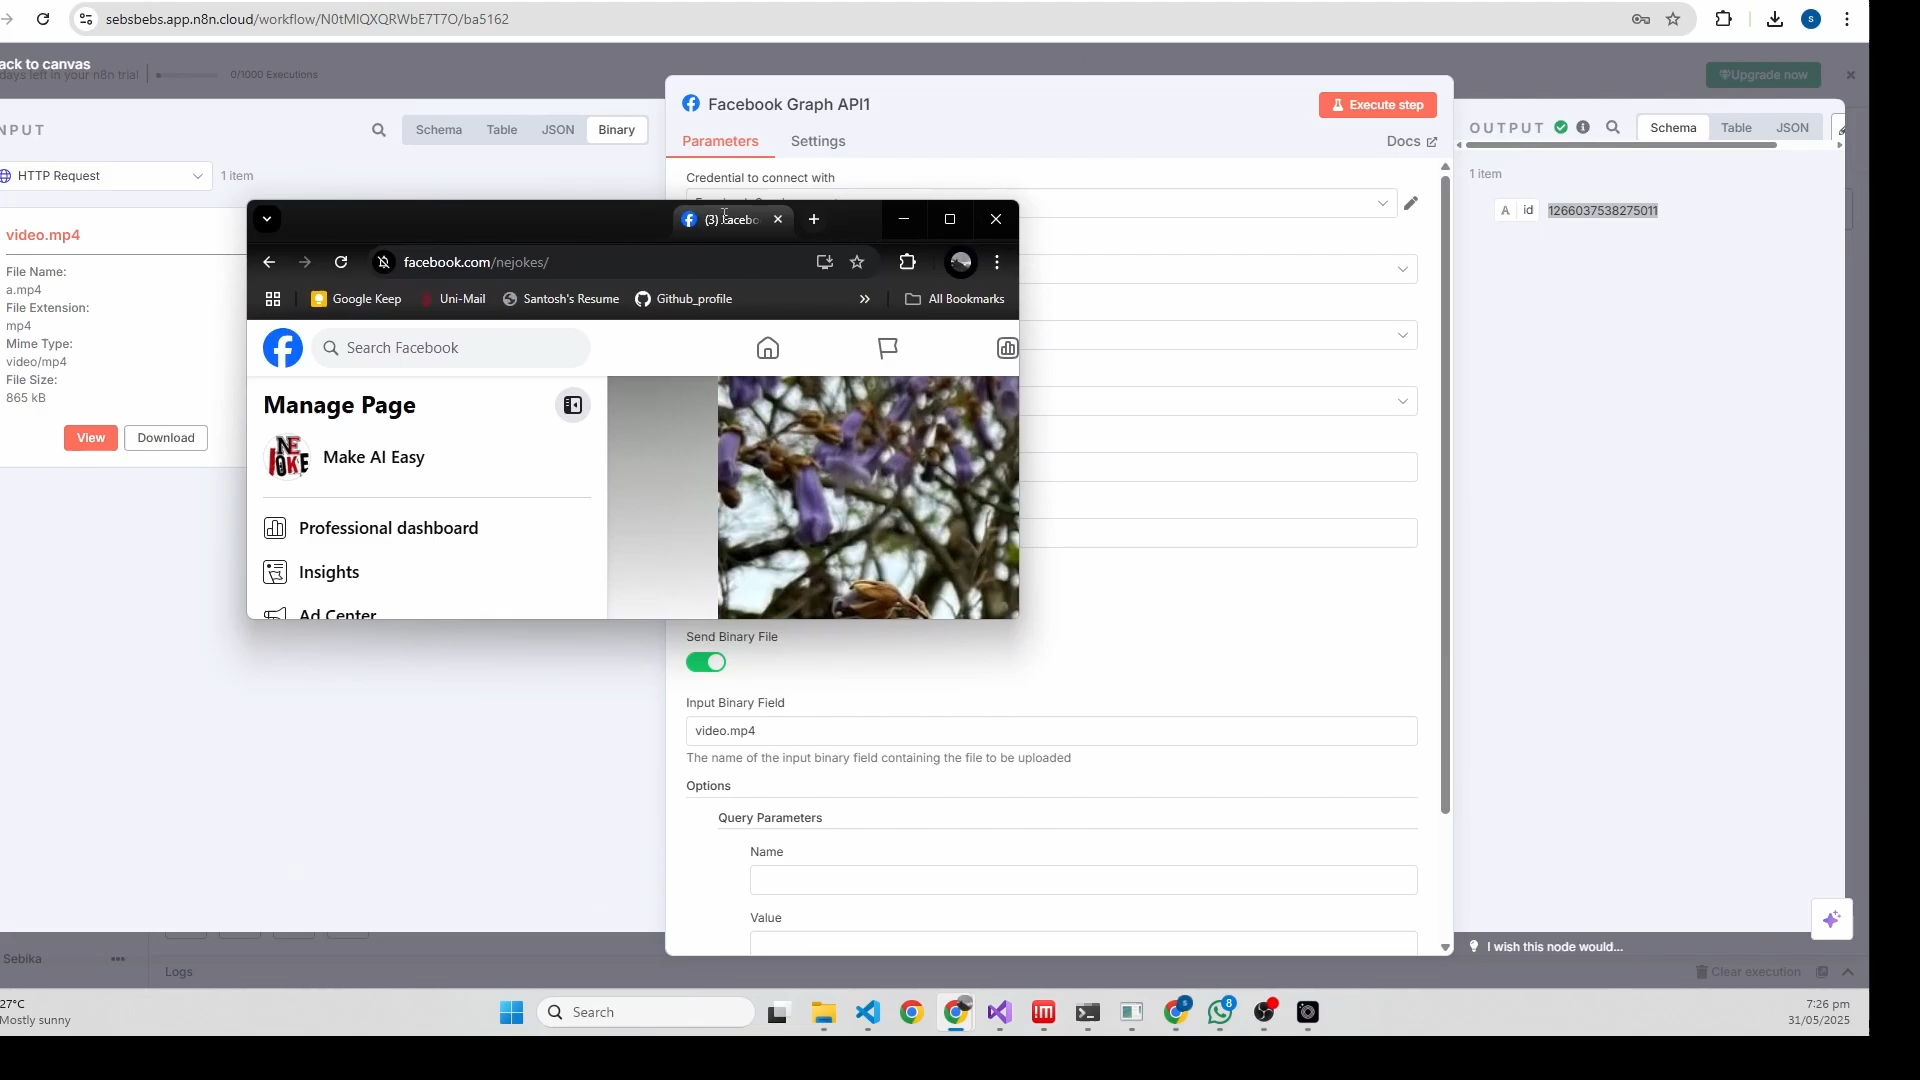 sebsbebs.app.n8n.cloud/workflow/N0tMlQXQRWbE7T7O/ba5162
ack to canvas
days left in your n8n trial
0/1000 Executions
Upgrade now
NPUT
Schema
Table
JSON
Binary
HTTP Request
1 item
video.mp4
File Name:
a.mp4
File Extension:
mp4
Mime Type:
video/mp4
File Size:
865 kB
View
Download
Facebook Graph API1
Execute step
Parameters
Settings
Docs
Credential to connect with
(3) Facebo
facebook.com/nejokes/
Google Keep
Uni-Mail
Santosh's Resume
Github_profile
All Bookmarks
Search Facebook
Manage Page
NE
JOKE
Make AI Easy
Professional dashboard
Insights
Ad Center
Send Binary File
Input Binary Field
video.mp4
The name of the input binary field containing the file to be uploaded
Options
Query Parameters
Name
Value
OUTPUT
Schema
Table
JSON
1 item
A id 1266037538275011
I wish this node would...
Sebika
Logs
Clear execution
27°C
Mostly sunny
Search
8
7:26 pm
31/05/2025